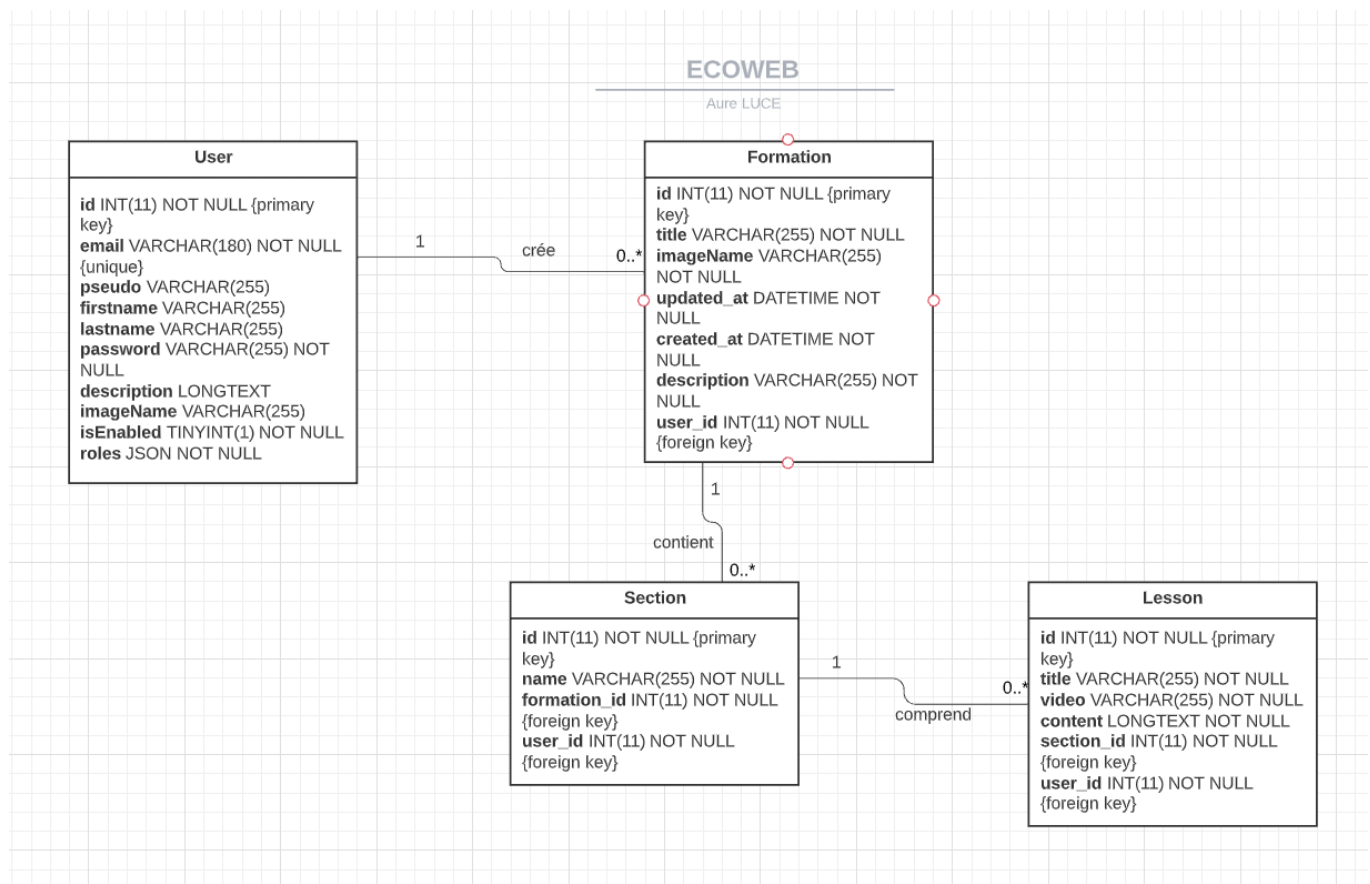 ECOWEB
Aure LUCE
User
id INT(11) NOT NULL {primary
key}
email VARCHAR(180) NOT NULL
{unique}
pseudo VARCHAR(255)
firstname VARCHAR(255)
lastname VARCHAR(255)
password VARCHAR(255) NOT
NULL
description LONGTEXT
imageName VARCHAR(255)
isEnabled TINYINT(1) NOT NULL
roles JSON NOT NULL
1
crée
0..*
Formation
id INT(11) NOT NULL {primary
key}
title VARCHAR(255) NOT NULL
imageName VARCHAR(255)
NOT NULL
updated_at DATETIME NOT
NULL
created_at DATETIME NOT
NULL
description VARCHAR(255) NOT
NULL
user_id INT(11) NOT NULL
{foreign key}
1
contient
0..*
Section
id INT(11) NOT NULL {primary
key}
name VARCHAR(255) NOT NULL
formation_id INT(11) NOT NULL
{foreign key}
user_id INT(11) NOT NULL
{foreign key}
1
comprend
0..*
Lesson
id INT(11) NOT NULL {primary
key}
title VARCHAR(255) NOT NULL
video VARCHAR(255) NOT NULL
content LONGTEXT NOT NULL
section_id INT(11) NOT NULL
{foreign key}
user_id INT(11) NOT NULL
{foreign key}